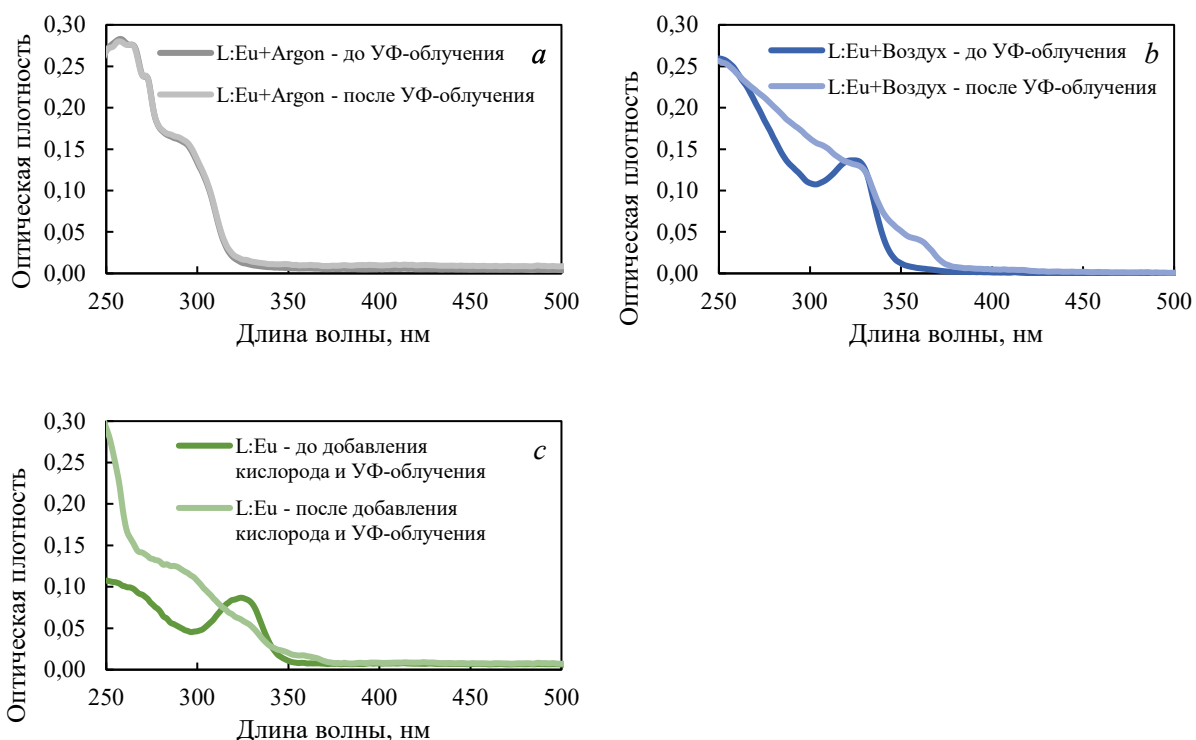 Оптическая плотность
0,30
0,25
0,20
0,15
0,10
0,05
0,00
L:Eu+Argon - до УФ-облучения
L:Eu+Argon - после УФ-облучения
a
250
300
350
400
450
500
Длина волны, нм
Оптическая плотность
0,30
0,25
0,20
0,15
0,10
0,05
0,00
L:Eu+Воздух - до УФ-облучения
L:Eu+Воздух - после УФ-облучения
b
250
300
350
400
450
500
Длина волны, нм
Оптическая плотность
0,30
0,25
0,20
0,15
0,10
0,05
0,00
L:Eu - до добавления
кислорода и УФ-облучения
L:Eu - после добавления
кислорода и УФ-облучения
c
250
300
350
400
450
500
Длина волны, нм